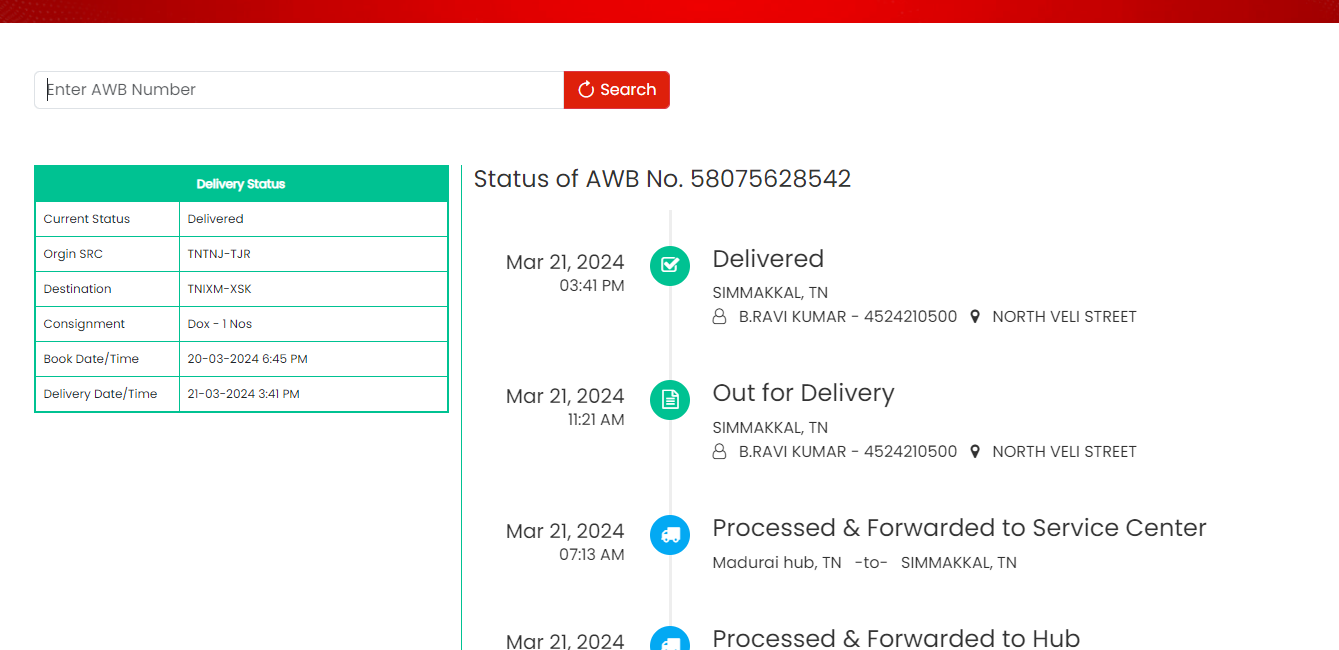 Enter AWB Number
Search
Delivery Status
Current Status Delivered
Orgin SRC TNTNJ-TJR
Destination TNIXM-XSK
Consignment Dox - 1 Nos
Book Date/Time 20-03-2024 6:45 PM
Delivery Date/Time 21-03-2024 3:41 PM
Status of AWB No. 58075628542
Mar 21, 2024
03:41 PM
Delivered
SIMMAKKAL, TN
B.RAVI KUMAR - 4524210500 NORTH VELI STREET
Mar 21, 2024
11:21 AM
Out for Delivery
SIMMAKKAL, TN
B.RAVI KUMAR - 4524210500 NORTH VELI STREET
Mar 21, 2024
07:13 AM
Processed & Forwarded to Service Center
Madurai hub, TN -to- SIMMAKKAL, TN
Mar 21, 2024
Processed & Forwarded to Hub